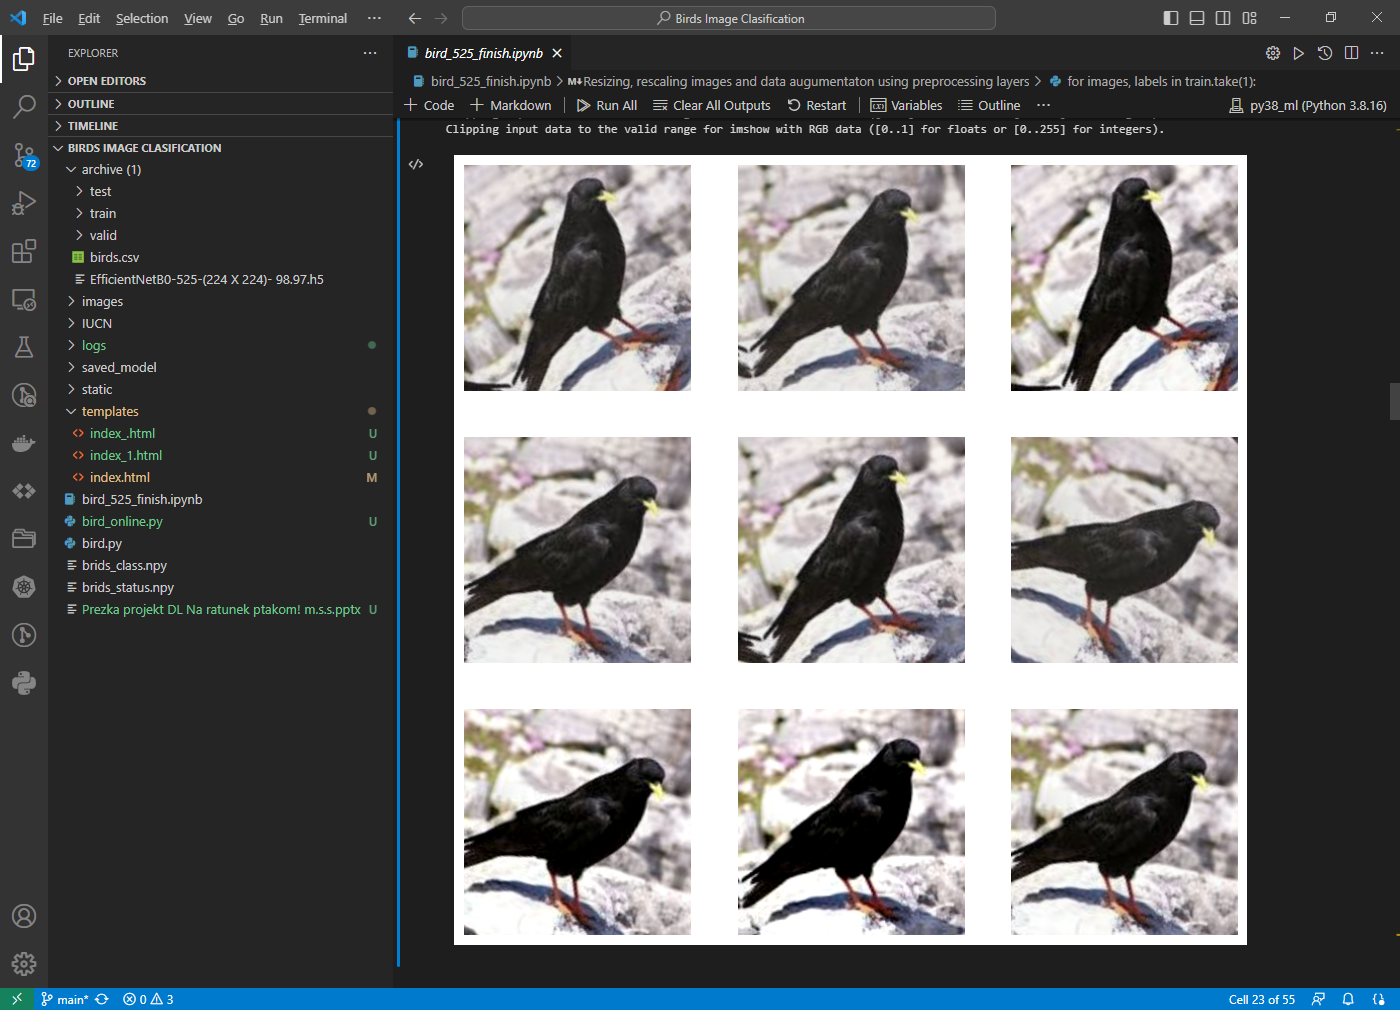 File Edit Selection View Go Run Terminal ···
Birds Image Clasification
EXPLORER
OPEN EDITORS
OUTLINE
TIMELINE
BIRDS IMAGE CLASIFICATION
archive (1)
test
train
valid
birds.csv
EfficientNetB0-525-(224 X 224)- 98.97.h5
images
IUCN
logs
saved_model
static
templates
index_.html U
index_1.html U
index.html M
bird_525_finish.ipynb
bird_online.py U
bird.py
brids_class.npy
brids_status.npy
Prezka projekt DL Na ratunek ptakom! m.s.s.pptx U
72
bird_525_finish.ipynb
bird_525_finish.ipynb > M↓Resizing, rescaling images and data augumentaton using preprocessing layers > for images, labels in train.take(1):
+ Code + Markdown Run All Clear All Outputs Restart Variables Outline ··· py38_ml (Python 3.8.16)
Clipping input data to the valid range for imshow with RGB data ([0..1] for floats or [0..255] for integers).
main* 0 3 Cell 23 of 55